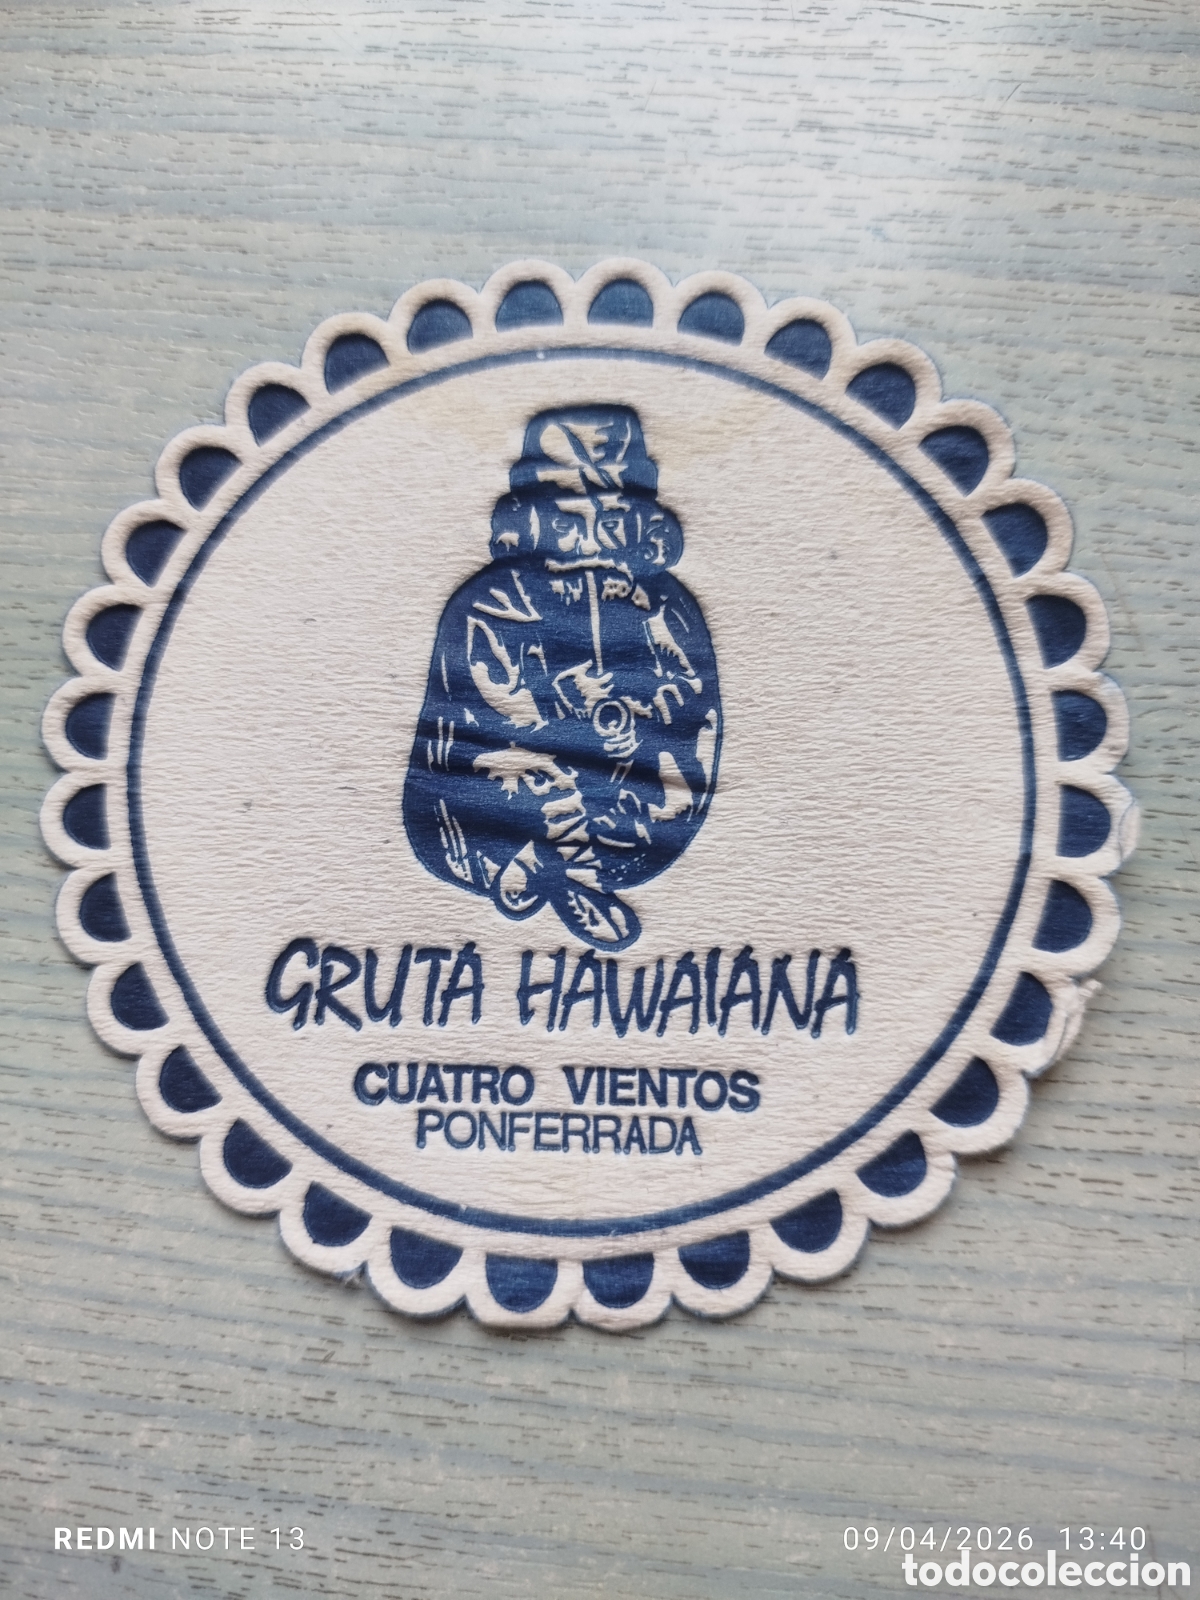 GRUTA HAWAIANA
CUATRO VIENTOS
PONFERRADA
REDMI NOTE 13
09/04/2026 13:40
todocoleccion